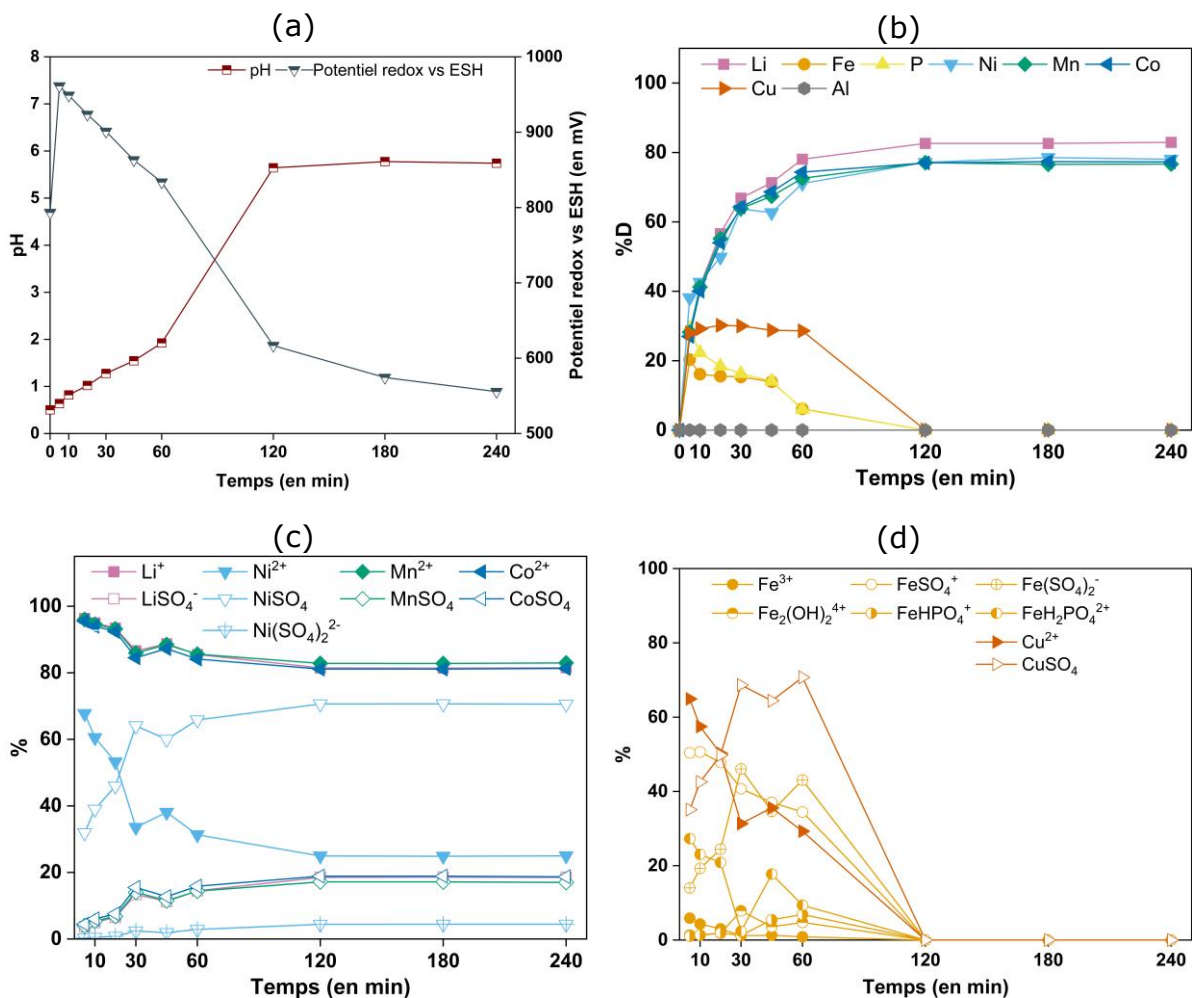 (a)
8
7
6
5
4
3
2
1
0
pH
pH
Potentiel redox vs ESH
1000
900
800
700
600
500
Potentiel redox vs ESH (en mV)
0 10 30 60 120 180 240
Temps (en min)
(b)
Li Fe P Ni Mn Co
Cu Al
100
80
60
40
20
0
%D
0 10 30 60 120 180 240
Temps (en min)
(c)
Li⁺ Ni²⁺ Mn²⁺ Co²⁺
LiSO₄⁻ NiSO₄ MnSO₄ CoSO₄
Ni(SO₄)₂²⁻
100
80
60
40
20
0
%
10 30 60 120 180 240
Temps (en min)
(d)
Fe³⁺ FeSO₄⁺ Fe(SO₄)₂⁻
Fe₂(OH)₂⁴⁺ FeHPO₄⁺ FeH₂PO₄²⁺
Cu²⁺
CuSO₄
100
80
60
40
20
0
%
10 30 60 120 180 240
Temps (en min)